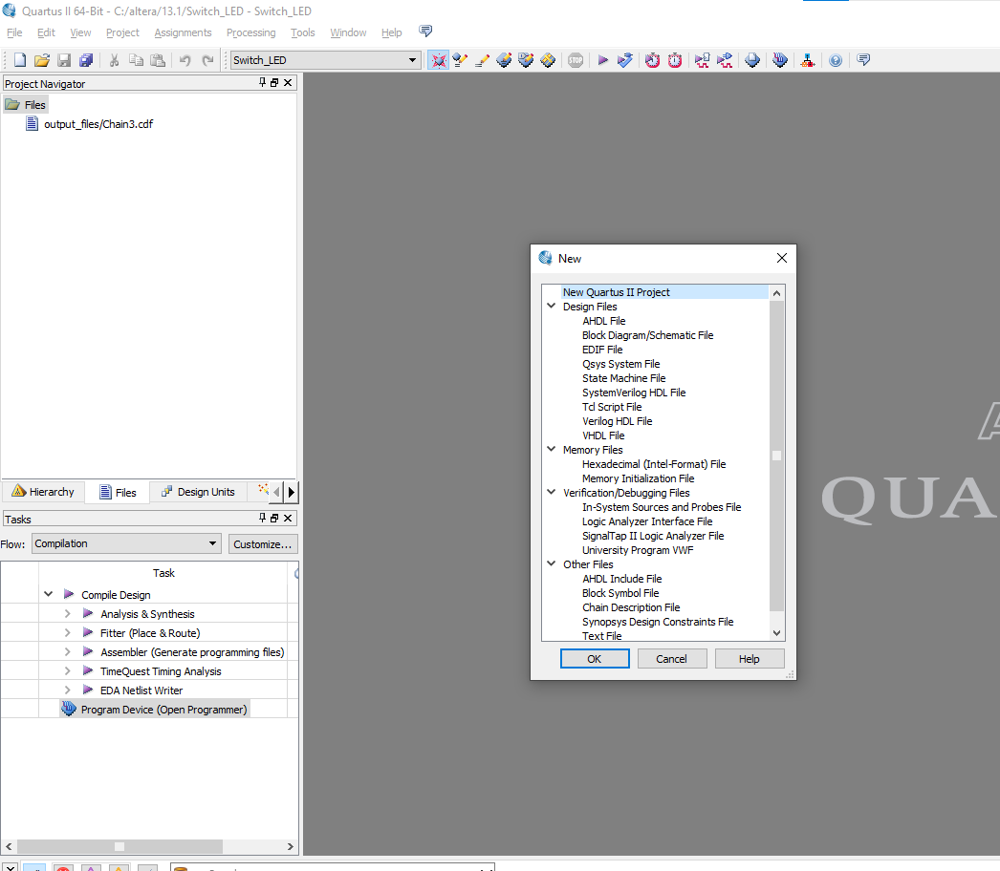 Quartus II 64-Bit - C:/altera/13.1/Switch_LED - Switch_LED
File Edit View Project Assignments Processing Tools Window Help
Switch_LED
STOP
Project Navigator
Files
output_files/Chain3.cdf
Hierarchy Files Design Units
Tasks
Flow: Compilation Customize...
Task
Compile Design
Analysis & Synthesis
Fitter (Place & Route)
Assembler (Generate programming files)
TimeQuest Timing Analysis
EDA Netlist Writer
Program Device (Open Programmer)
New
New Quartus II Project
Design Files
AHDL File
Block Diagram/Schematic File
EDIF File
Qsys System File
State Machine File
SystemVerilog HDL File
Tcl Script File
Verilog HDL File
VHDL File
Memory Files
Hexadecimal (Intel-Format) File
Memory Initialization File
Verification/Debugging Files
In-System Sources and Probes File
Logic Analyzer Interface File
SignalTap II Logic Analyzer File
University Program VWF
Other Files
AHDL Include File
Block Symbol File
Chain Description File
Synopsys Design Constraints File
Text File
OK Cancel Help
A
QUA